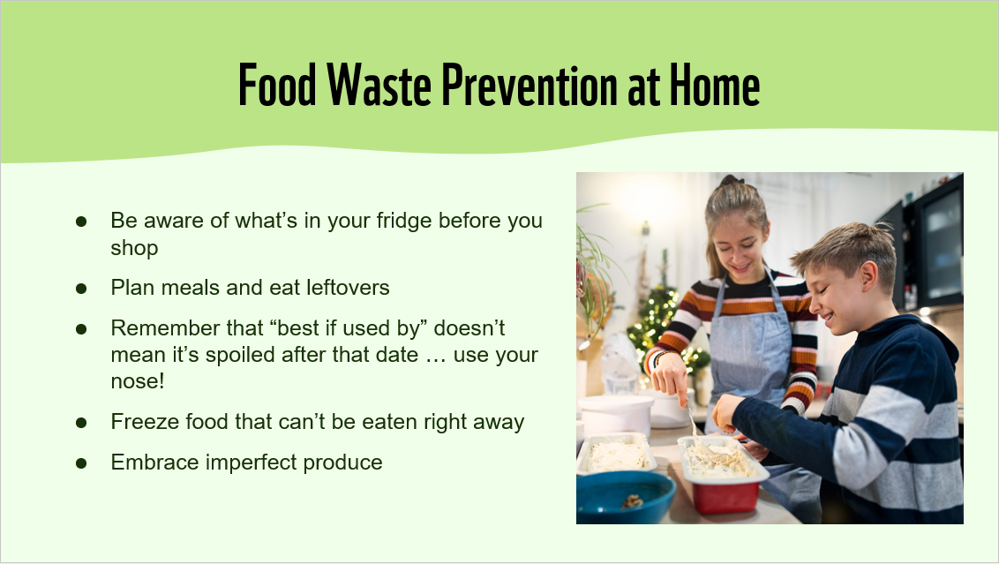 Food Waste Prevention at Home
● Be aware of what’s in your fridge before you
shop
● Plan meals and eat leftovers
● Remember that “best if used by” doesn’t
mean it’s spoiled after that date … use your
nose!
● Freeze food that can’t be eaten right away
● Embrace imperfect produce